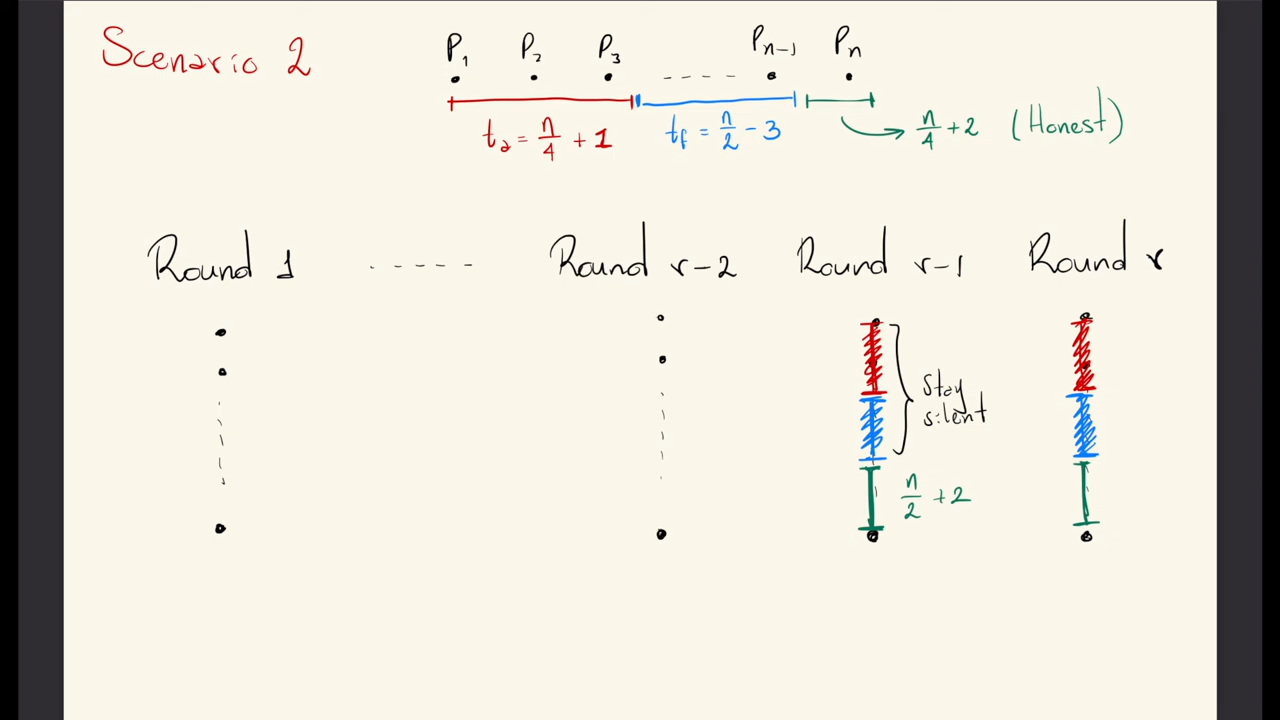 Scenario 2
P₁ P₂ P₃ ----- Pₙ₋₁ Pₙ
tₐ = n/4 + 1
t_f = n/2 - 3
n/4 + 2 (Honest)
Round 1 ----- Round r-2 Round r-1 Round r
stay
silent
n/2 + 2